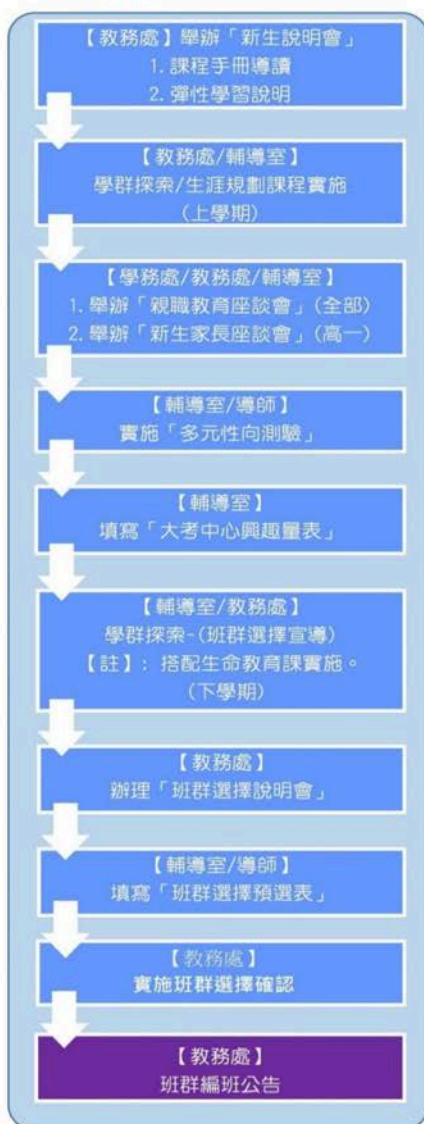 【教務處】舉辦「新生說明會」
1. 課程手冊導讀
2. 彈性學習說明
【教務處/輔導室】
學群探索/生涯規劃課程實施
(上學期)
【學務處/教務處/輔導室】
1. 舉辦「親職教育座談會」(全部)
2. 舉辦「新生家長座談會」(高一)
【輔導室/導師】
實施「多元性向測驗」
【輔導室】
填寫「大考中心興趣量表」
【輔導室/教務處】
學群探索-(班群選擇宣導)
【註】: 搭配生命教育課實施。
(下學期)
【教務處】
辦理「班群選擇說明會」
【輔導室/導師】
填寫「班群選擇預選表」
【教務處】
實施班群選擇確認
【教務處】
班群編班公告